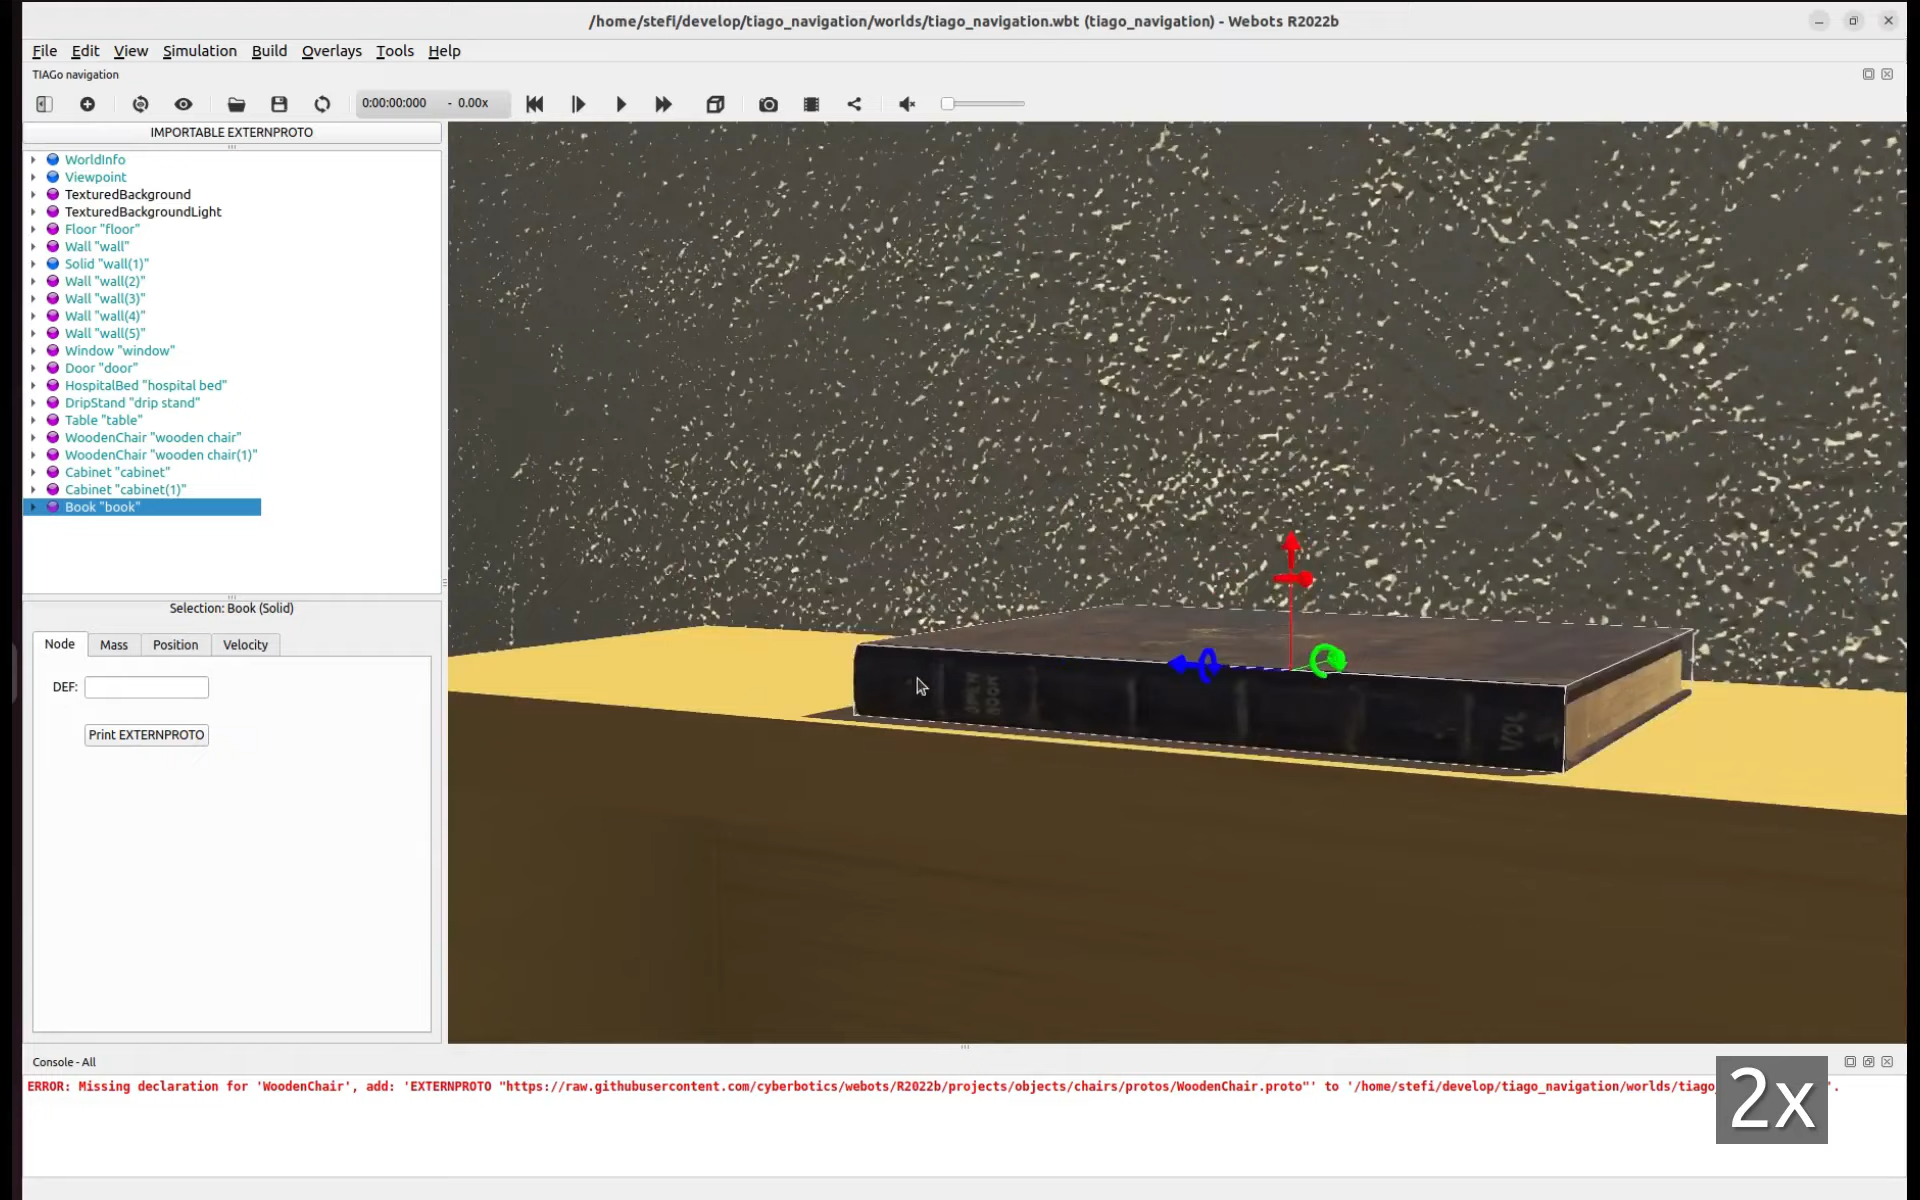 /home/stefi/develop/tiago_navigation/worlds/tiago_navigation.wbt (tiago_navigation) - Webots R2022b
File Edit View Simulation Build Overlays Tools Help
TIAGo navigation
0:00:00:000 - 0.00x
IMPORTABLE EXTERNPROTO
WorldInfo
Viewpoint
TexturedBackground
TexturedBackgroundLight
Floor "floor"
Wall "wall"
Solid "wall(1)"
Wall "wall(2)"
Wall "wall(3)"
Wall "wall(4)"
Wall "wall(5)"
Window "window"
Door "door"
HospitalBed "hospital bed"
DripStand "drip stand"
Table "table"
WoodenChair "wooden chair"
WoodenChair "wooden chair(1)"
Cabinet "cabinet"
Cabinet "cabinet(1)"
Book "book"
Selection: Book (Solid)
Node Mass Position Velocity
DEF:
Print EXTERNPROTO
BOOK
VOL
Console - All
ERROR: Missing declaration for 'WoodenChair', add: 'EXTERNPROTO "https://raw.githubusercontent.com/cyberbotics/webots/R2022b/projects/objects/chairs/protos/WoodenChair.proto"' to '/home/stefi/develop/tiago_navigation/worlds/tiago
2x